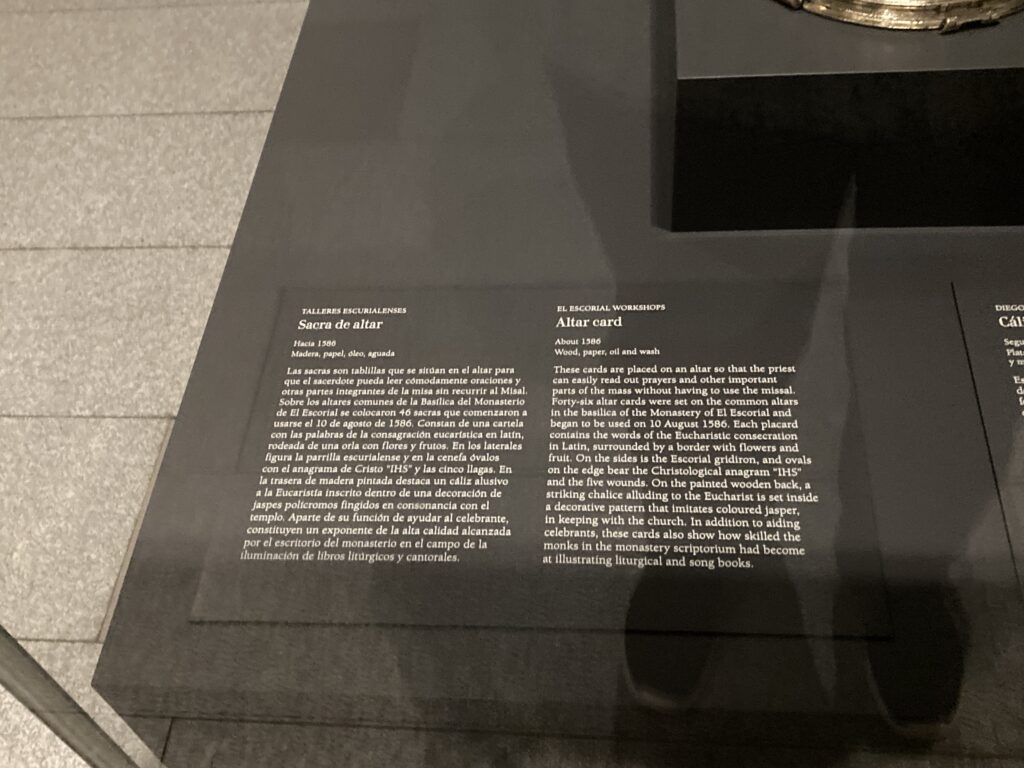 TALLERES ESCURIALENSES
Sacra de altar
Hacia 1586
Madera, papel, óleo, aguada
Las sacras son tablillas que se sitúan en el altar para
que el sacerdote pueda leer cómodamente oraciones y
otras partes integrantes de la misa sin recurrir al Misal.
Sobre los altares comunes de la Basílica del Monasterio
de El Escorial se colocaron 46 sacras que comenzaron a
usarse el 10 de agosto de 1586. Constan de una cartela
con las palabras de la consagración eucarística en latín,
rodeada de una orla con flores y frutos. En los laterales
figura la parrilla escurialense y en la cenefa óvalos
con el anagrama de Cristo "IHS" y las cinco llagas. En
la trasera de madera pintada destaca un cáliz alusivo
a la Eucaristía inscrito dentro de una decoración de
jaspes polícromos fingidos en consonancia con el
templo. Aparte de su función de ayudar al celebrante,
constituyen un exponente de la alta calidad alcanzada
por el escritorio del monasterio en el campo de la
iluminación de libros litúrgicos y cantorales.
EL ESCORIAL WORKSHOPS
Altar card
About 1586
Wood, paper, oil and wash
These cards are placed on an altar so that the priest
can easily read out prayers and other important
parts of the mass without having to use the missal.
Forty-six altar cards were set on the common altars
in the basilica of the Monastery of El Escorial and
began to be used on 10 August 1586. Each placard
contains the words of the Eucharistic consecration
in Latin, surrounded by a border with flowers and
fruit. On the sides is the Escorial gridiron, and ovals
on the edge bear the Christological anagram "IHS"
and the five wounds. On the painted wooden back, a
striking chalice alluding to the Eucharist is set inside
a decorative pattern that imitates coloured jasper,
in keeping with the church. In addition to aiding
celebrants, these cards also show how skilled the
monks in the monastery scriptorium had become
at illustrating liturgical and song books.
DIEGO